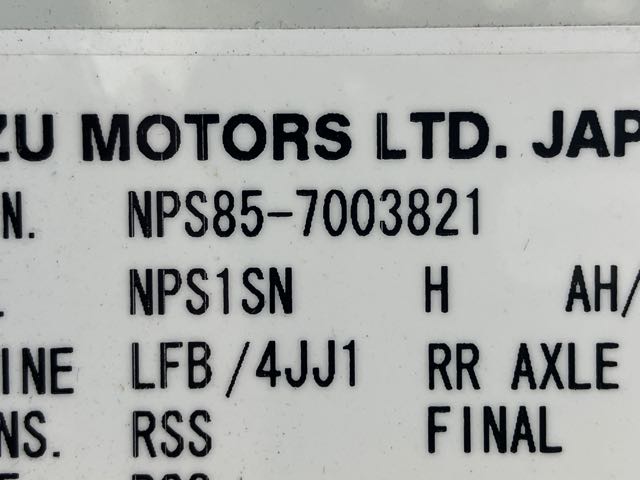 ZU MOTORS LTD. JAP
N. NPS85-7003821
NPS1SN H AH/
INE LFB/4JJ1 RR AXLE
NS. RSS FINAL